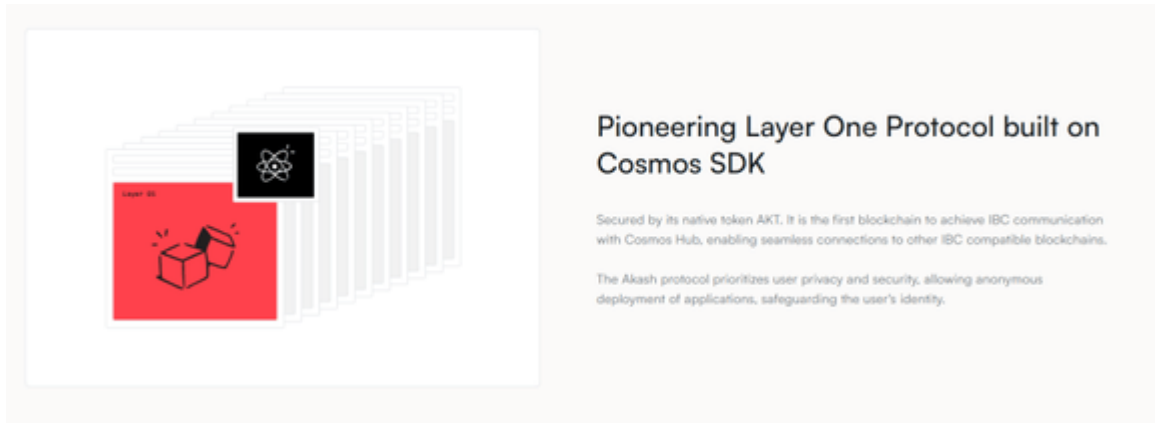 Layer 01
Pioneering Layer One Protocol built on
Cosmos SDK
Secured by its native token AKT. It is the first blockchain to achieve IBC communication
with Cosmos Hub, enabling seamless connections to other IBC compatible blockchains.
The Akash protocol prioritizes user privacy and security, allowing anonymous
deployment of applications, safeguarding the user's identity.